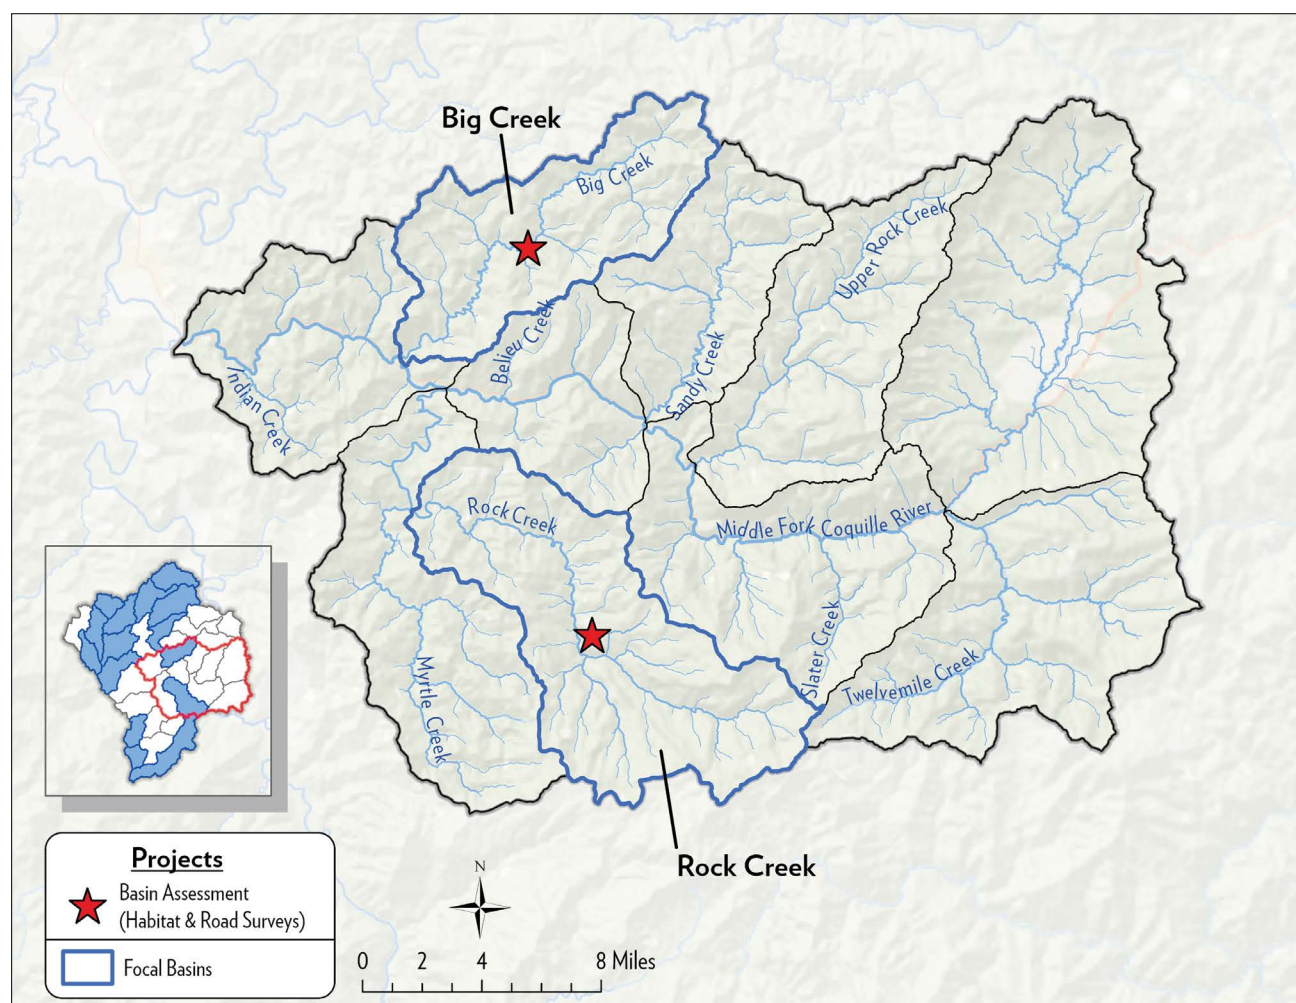 Big Creek
Big Creek
Upper Rock Creek
Belieu Creek
Sandy Creek
Indian Creek
Rock Creek
Middle Fork Coquille River
Slater Creek
Myrtle Creek
Twelvemile Creek
Rock Creek
Projects
Basin Assessment
(Habitat & Road Surveys)
Focal Basins
N
0 2 4 8 Miles